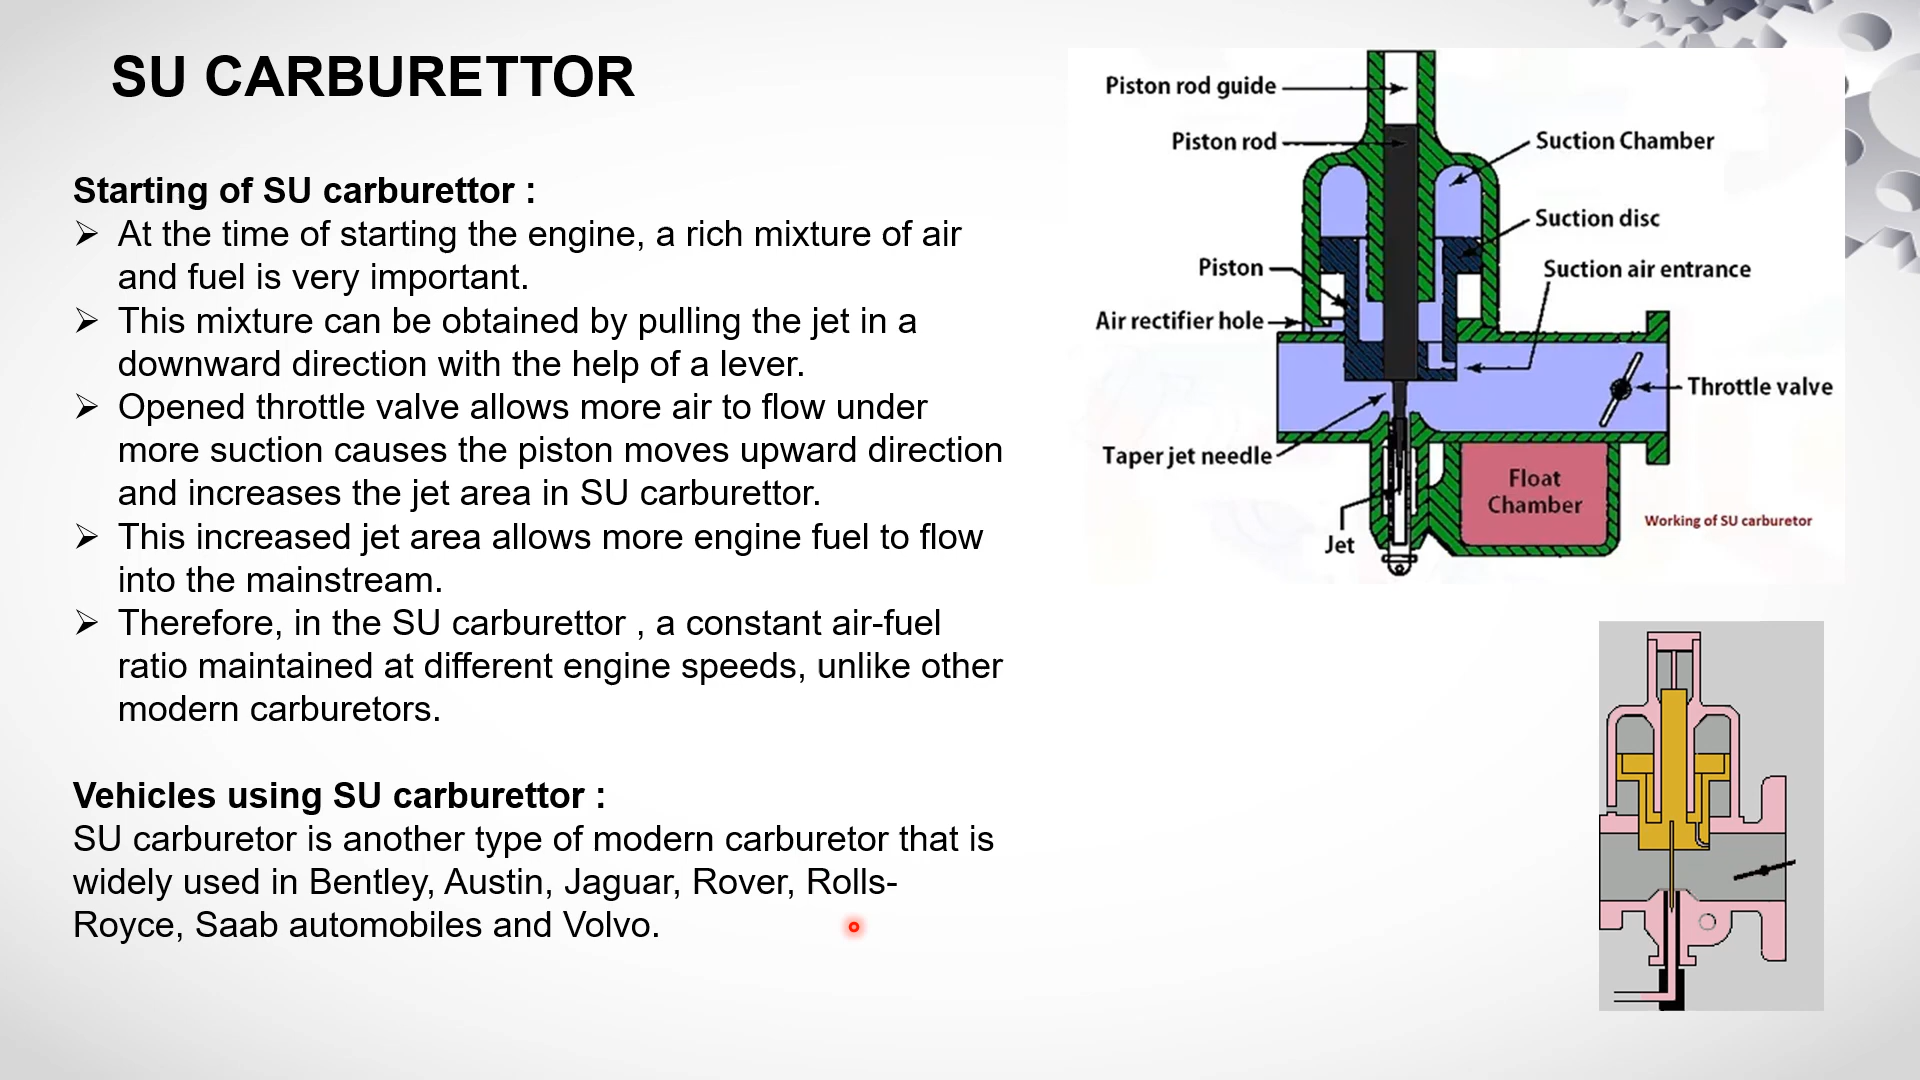 SU CARBURETTOR
Starting of SU carburettor :
➢ At the time of starting the engine, a rich mixture of air
and fuel is very important.
➢ This mixture can be obtained by pulling the jet in a
downward direction with the help of a lever.
➢ Opened throttle valve allows more air to flow under
more suction causes the piston moves upward direction
and increases the jet area in SU carburettor.
➢ This increased jet area allows more engine fuel to flow
into the mainstream.
➢ Therefore, in the SU carburettor , a constant air-fuel
ratio maintained at different engine speeds, unlike other
modern carburetors.
Vehicles using SU carburettor :
SU carburetor is another type of modern carburetor that is
widely used in Bentley, Austin, Jaguar, Rover, Rolls-
Royce, Saab automobiles and Volvo.
Piston rod guide
Piston rod
Suction Chamber
Suction disc
Piston
Suction air entrance
Air rectifier hole
Throttle valve
Taper jet needle
Float
Chamber
Jet
Working of SU carburetor